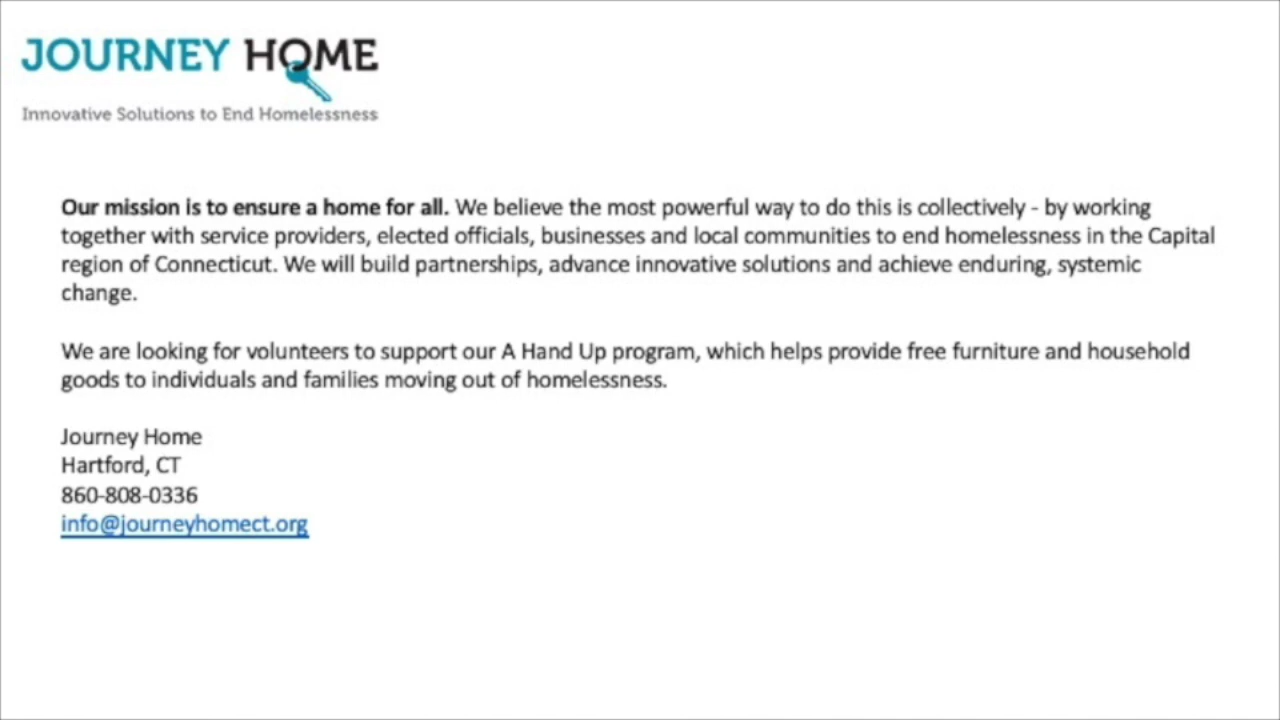 JOURNEY HOME
Innovative Solutions to End Homelessness
Our mission is to ensure a home for all. We believe the most powerful way to do this is collectively - by working
together with service providers, elected officials, businesses and local communities to end homelessness in the Capital
region of Connecticut. We will build partnerships, advance innovative solutions and achieve enduring, systemic
change.
We are looking for volunteers to support our A Hand Up program, which helps provide free furniture and household
goods to individuals and families moving out of homelessness.
Journey Home
Hartford, CT
860-808-0336
info@journeyhomect.org